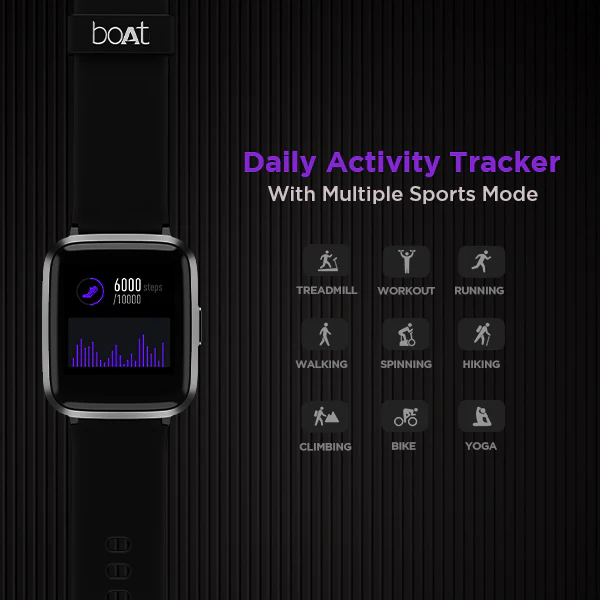 boAt
Daily Activity Tracker
With Multiple Sports Mode
6000 steps
/10000
TREADMILL
WORKOUT
RUNNING
WALKING
SPINNING
HIKING
CLIMBING
BIKE
YOGA